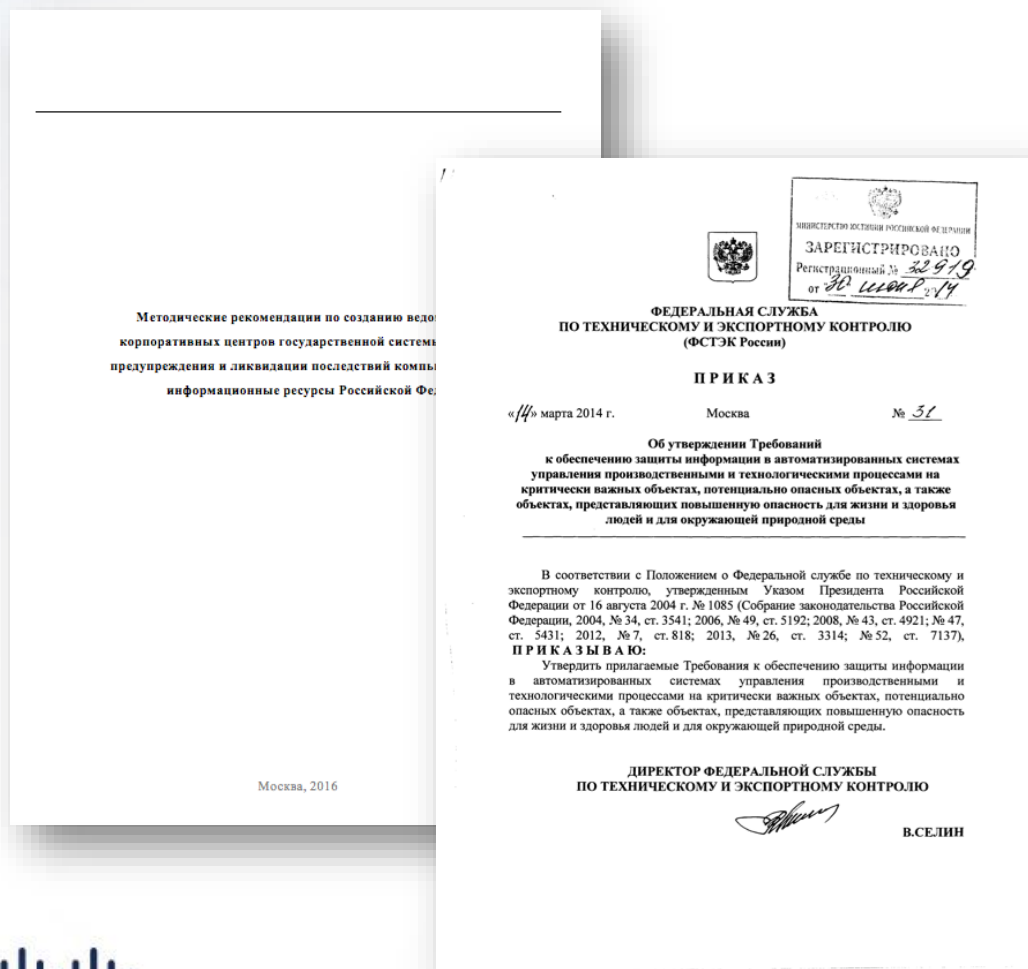 Методические рекомендации по созданию ведо
корпоративных центров государственной системы
предупреждения и ликвидации последствий компь
информационные ресурсы Российской Фе
Москва, 2016
МИНИСТЕРСТВО ЮСТИЦИИ РОССИЙСКОЙ ФЕДЕРАЦИИ
ЗАРЕГИСТРИРОВАНО
Регистрационный № 32919
от 30 июня 2014
ФЕДЕРАЛЬНАЯ СЛУЖБА
ПО ТЕХНИЧЕСКОМУ И ЭКСПОРТНОМУ КОНТРОЛЮ
(ФСТЭК России)
ПРИКАЗ
«14» марта 2014 г. Москва № 31
Об утверждении Требований
к обеспечению защиты информации в автоматизированных системах
управления производственными и технологическими процессами на
критически важных объектах, потенциально опасных объектах, а также
объектах, представляющих повышенную опасность для жизни и здоровья
людей и для окружающей природной среды
В соответствии с Положением о Федеральной службе по техническому и
экспортному контролю, утвержденным Указом Президента Российской
Федерации от 16 августа 2004 г. № 1085 (Собрание законодательства Российской
Федерации, 2004, № 34, ст. 3541; 2006, № 49, ст. 5192; 2008, № 43, ст. 4921; № 47,
ст. 5431; 2012, № 7, ст. 818; 2013, № 26, ст. 3314; № 52, ст. 7137),
ПРИКАЗЫВАЮ:
Утвердить прилагаемые Требования к обеспечению защиты информации
в автоматизированных системах управления производственными и
технологическими процессами на критически важных объектах, потенциально
опасных объектах, а также объектах, представляющих повышенную опасность
для жизни и здоровья людей и для окружающей природной среды.
ДИРЕКТОР ФЕДЕРАЛЬНОЙ СЛУЖБЫ
ПО ТЕХНИЧЕСКОМУ И ЭКСПОРТНОМУ КОНТРОЛЮ
В.СЕЛИН